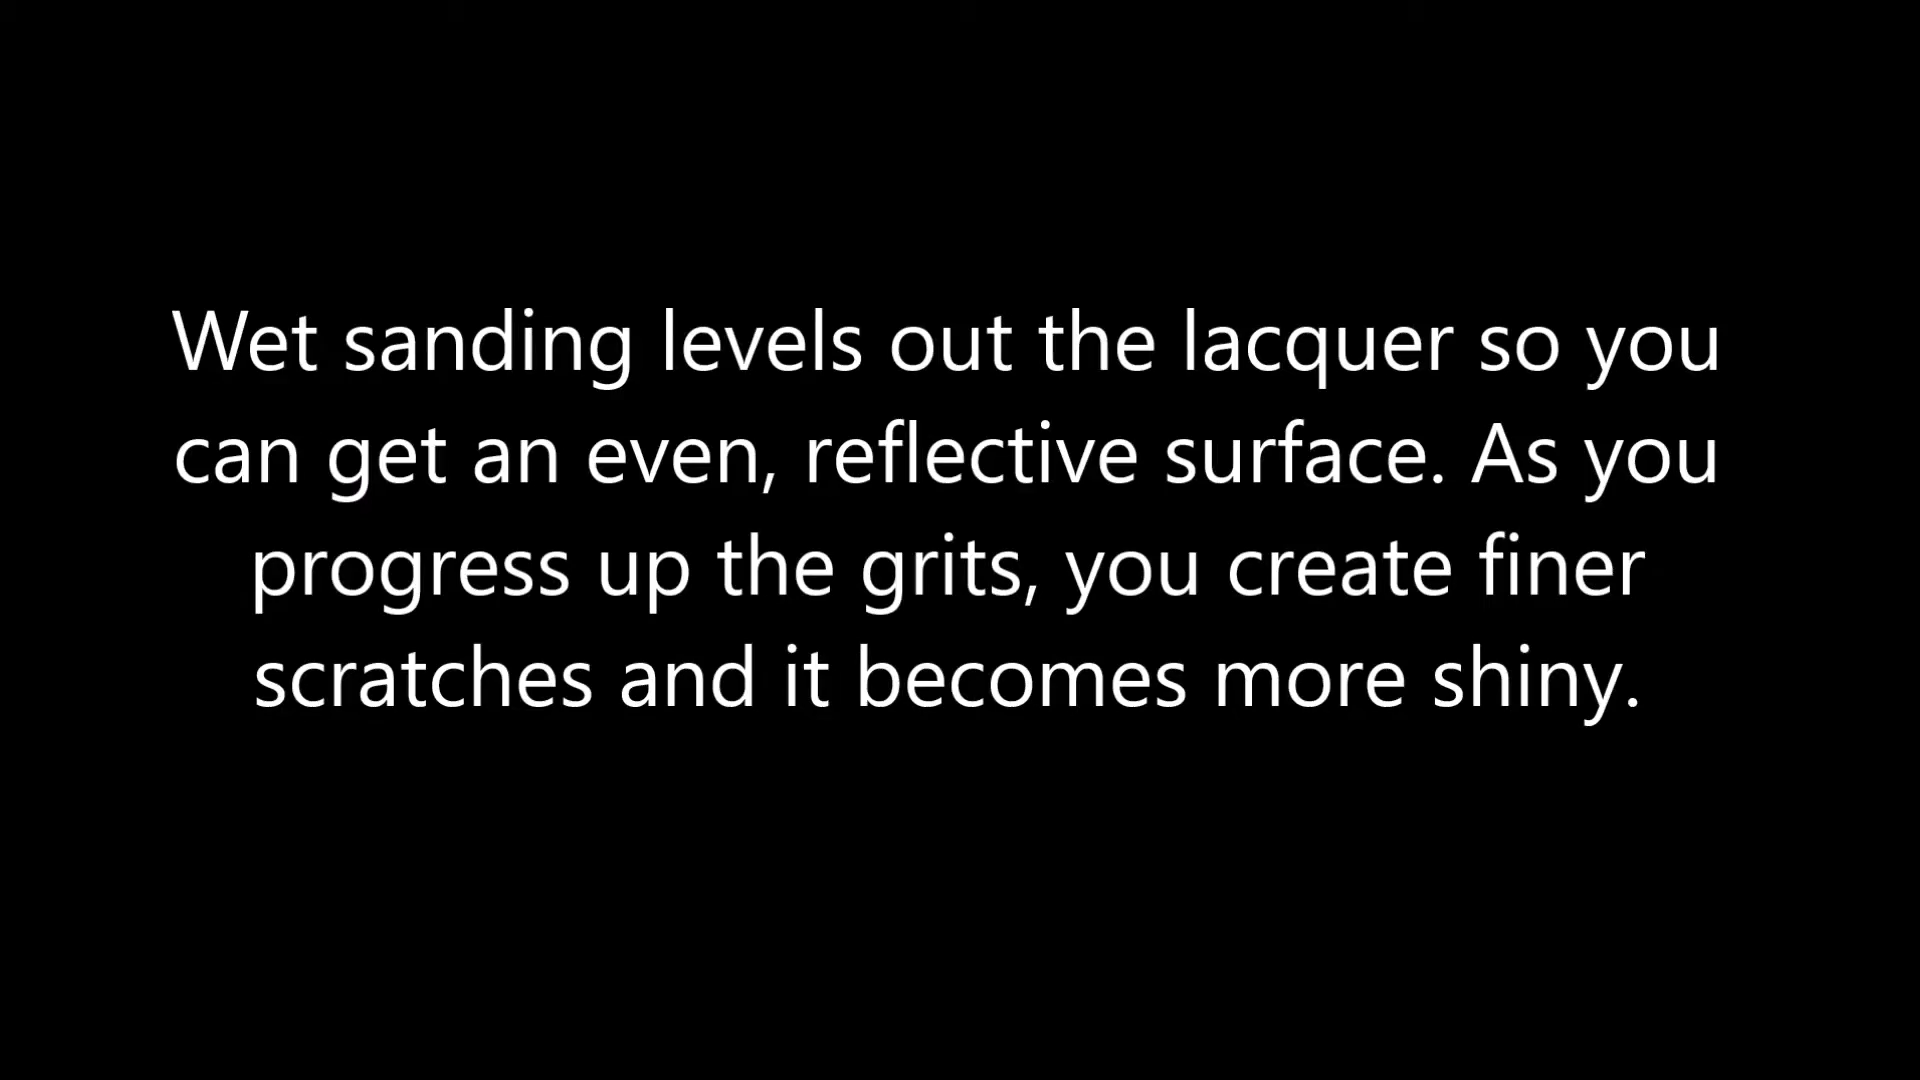 Wet sanding levels out the lacquer so you
can get an even, reflective surface. As you
progress up the grits, you create finer
scratches and it becomes more shiny.